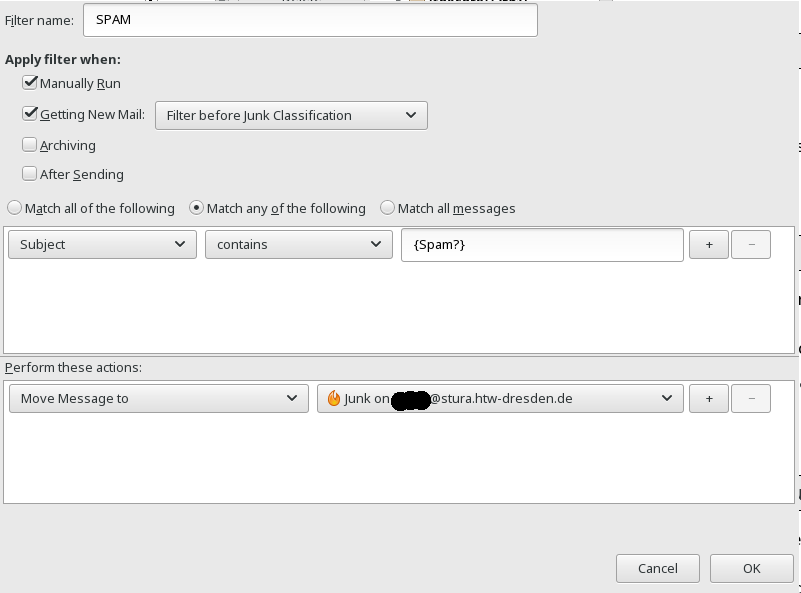 Filter name: SPAM
Apply filter when:
Manually Run
Getting New Mail: Filter before Junk Classification
Archiving
After Sending
Match all of the following Match any of the following Match all messages
Subject contains {Spam?} + −
Perform these actions:
Move Message to Junk on @stura.htw-dresden.de + −
Cancel OK